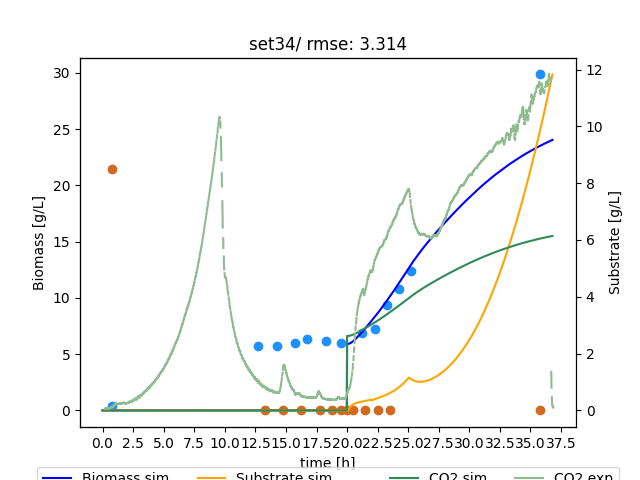 set34/ rmse: 3.314
30
25
20
15
10
5
0
Biomass [g/L]
12
10
8
6
4
2
0
Substrate [g/L]
0.0 2.5 5.0 7.5 10.0 12.5 15.0 17.5 20.0 22.5 25.0 27.5 30.0 32.5 35.0 37.5
time [h]
Biomass sim Substrate sim CO2 sim CO2 exp